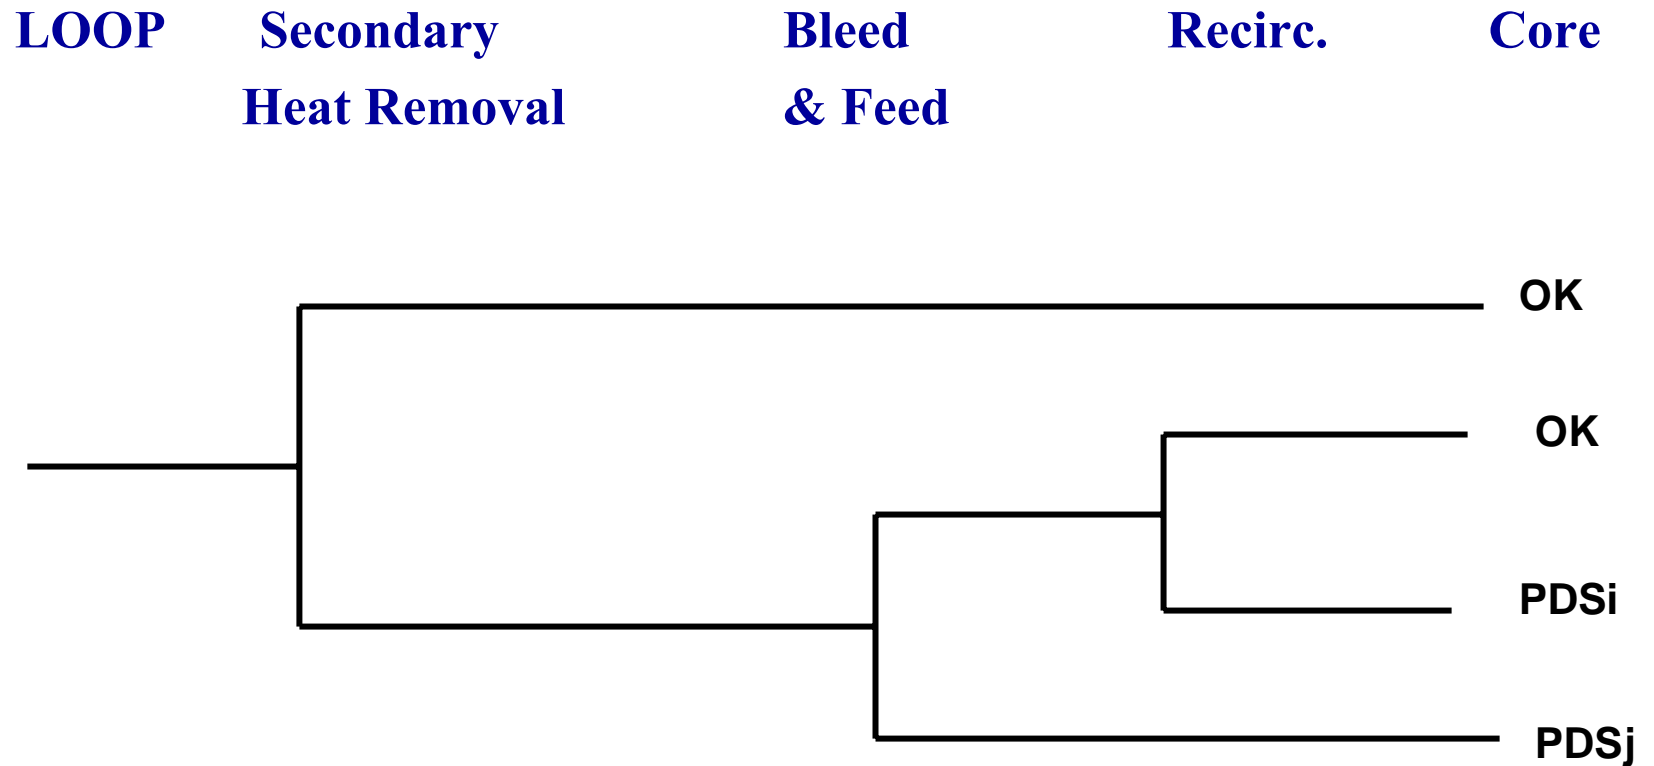 LOOP Secondary Bleed Recirc. Core
Heat Removal & Feed
OK
OK
PDSi
PDSj